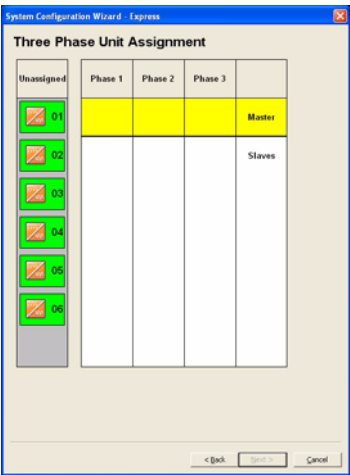 System Configuration Wizard - Express
Three Phase Unit Assignment
Unassigned Phase 1 Phase 2 Phase 3
01 Master
02 Slaves
03
04
05
06
< Back Next > Cancel